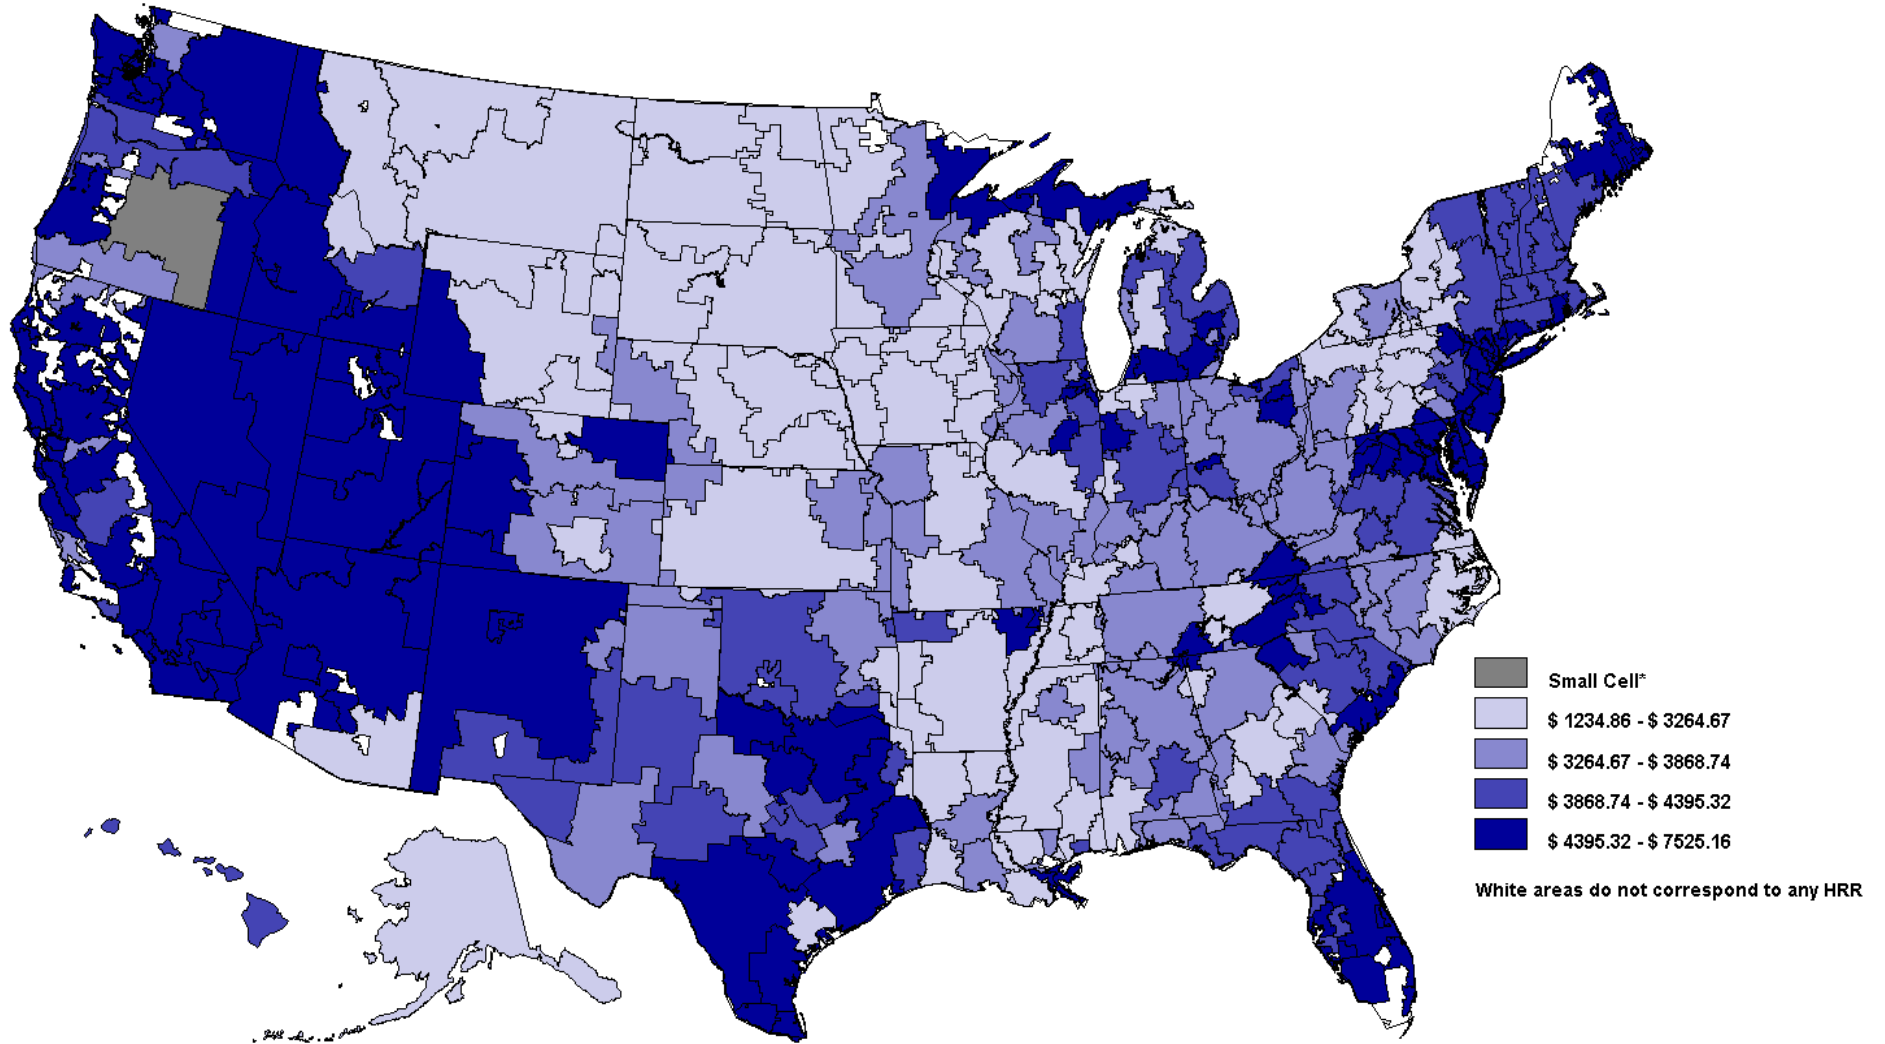 Small Cell*
$ 1234.86 - $ 3264.67
$ 3264.67 - $ 3868.74
$ 3868.74 - $ 4395.32
$ 4395.32 - $ 7525.16
White areas do not correspond to any HRR